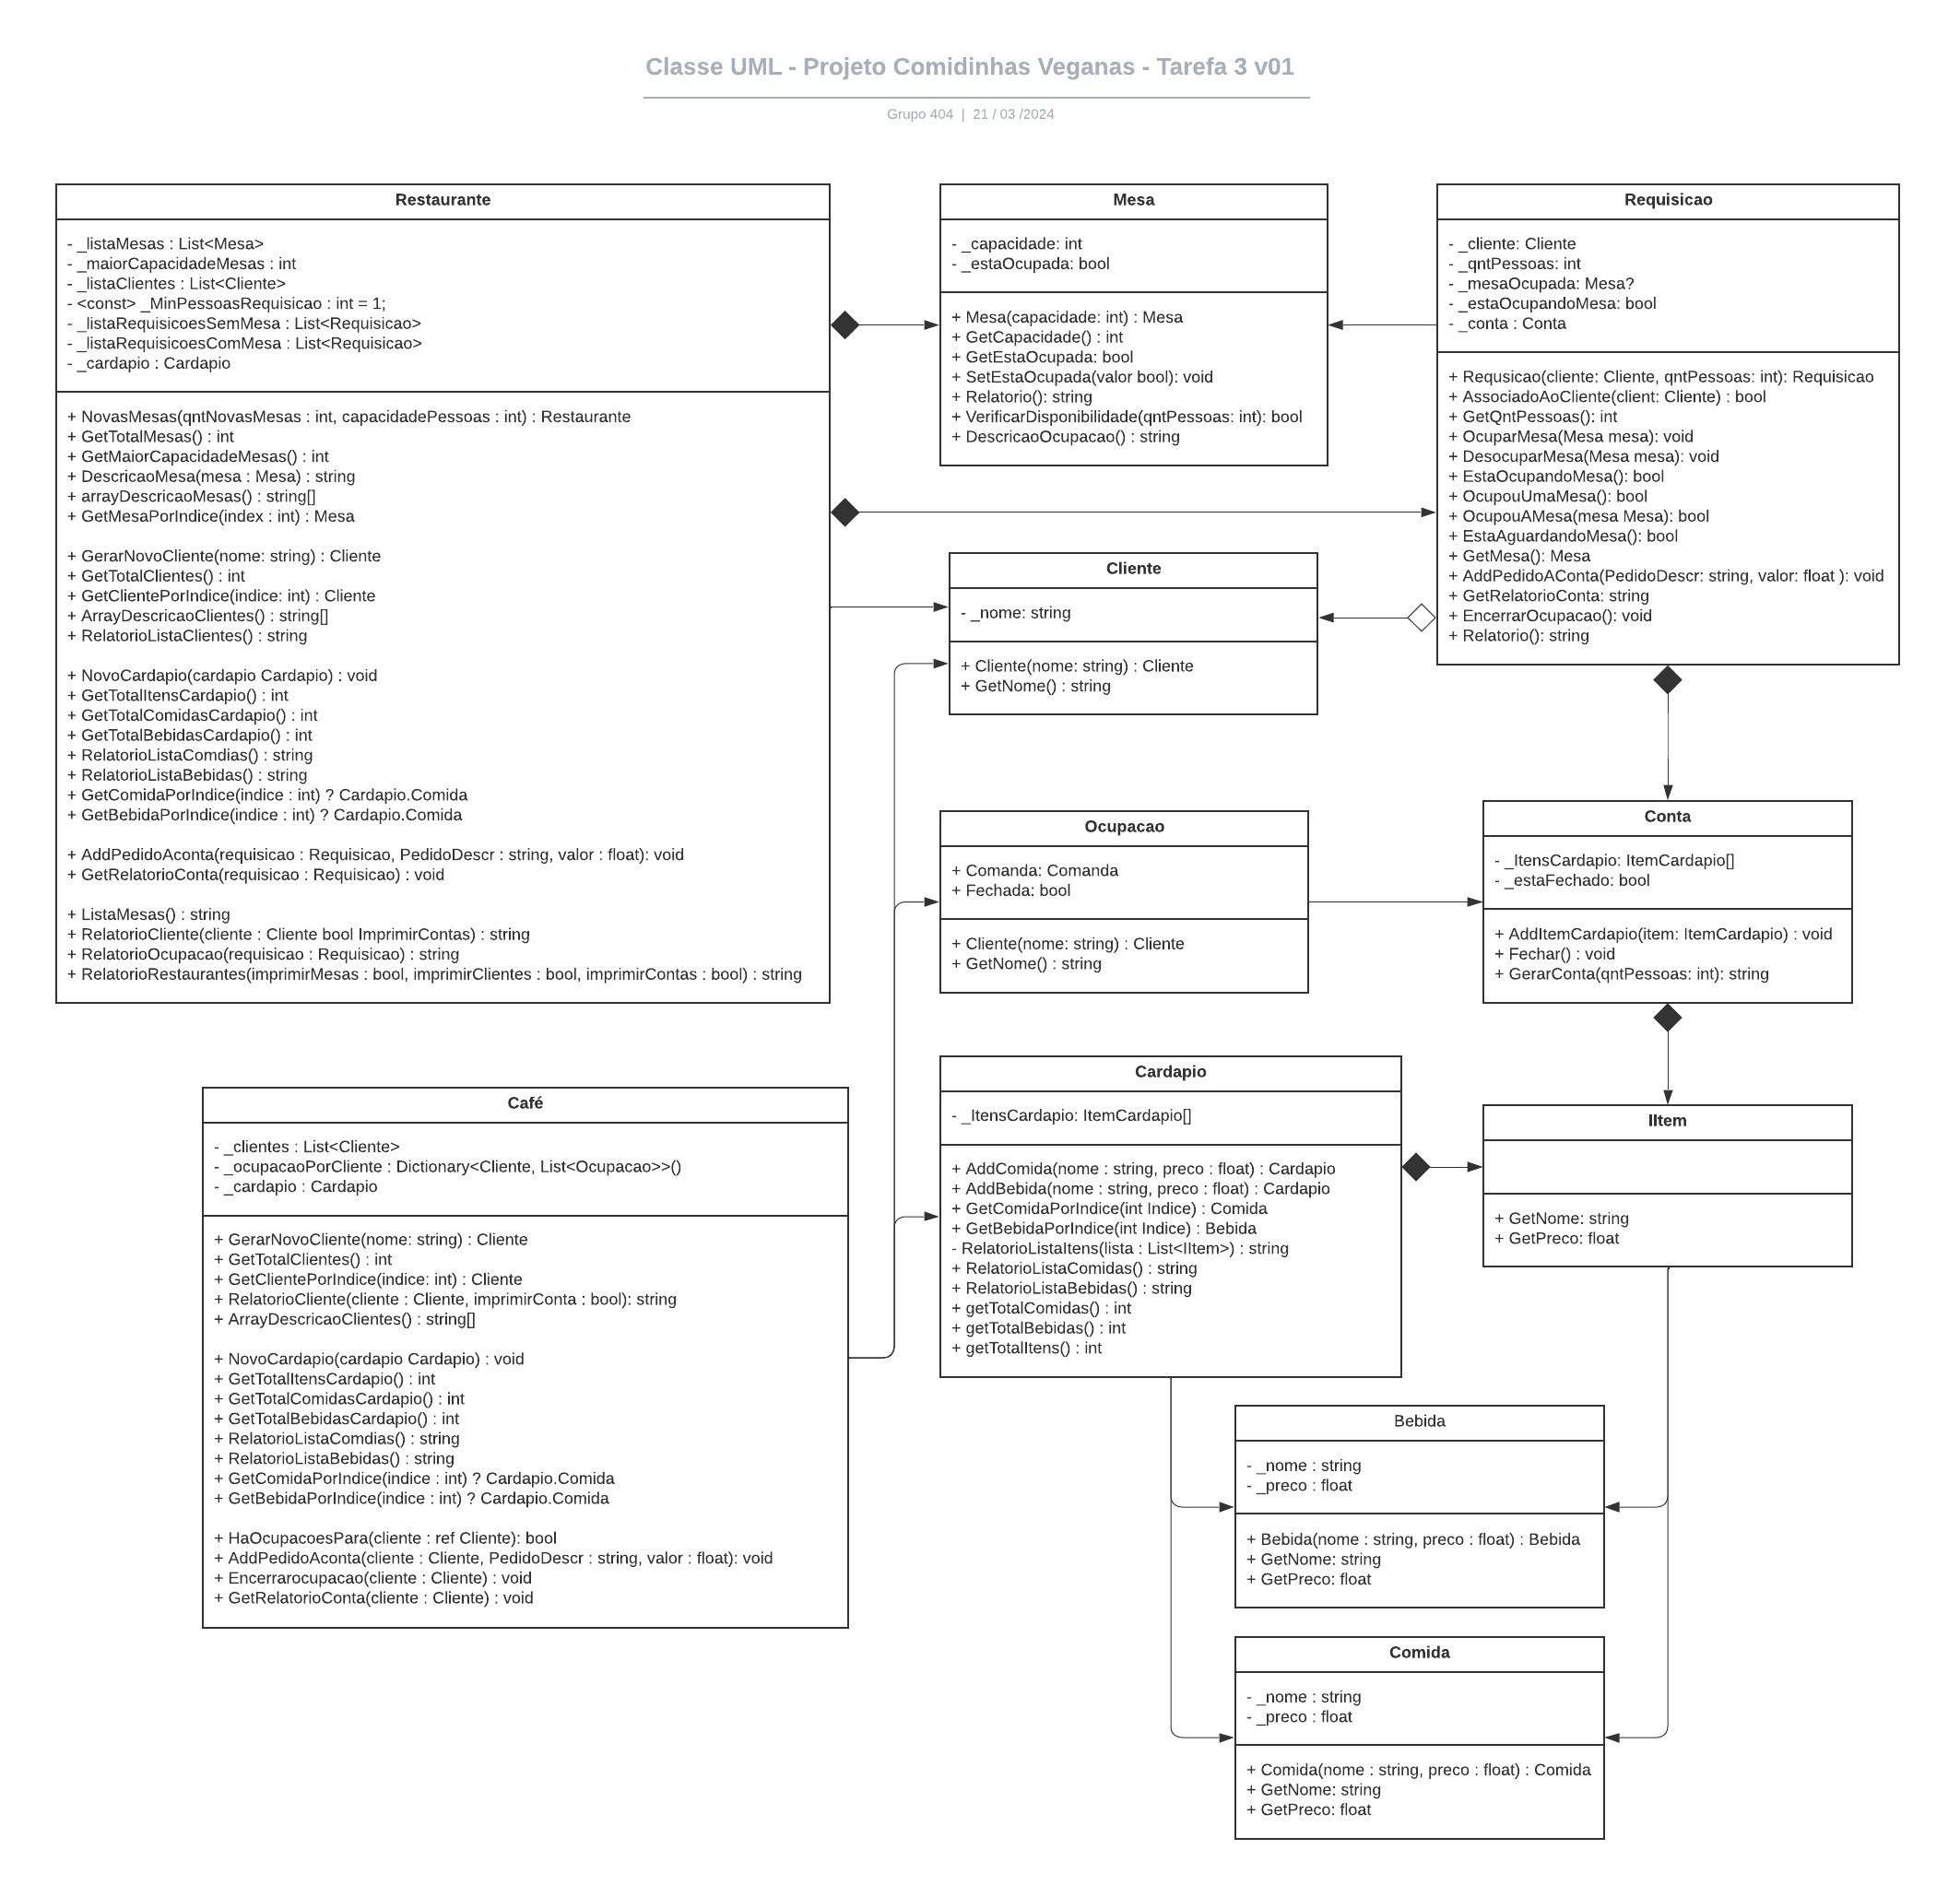 Classe UML - Projeto Comidinhas Veganas - Tarefa 3 v01
Grupo 404 | 21 / 03 /2024
Restaurante
- _listaMesas : List<Mesa>
- _maiorCapacidadeMesas : int
- _listaClientes : List<Cliente>
- <const> _MinPessoasRequisicao : int = 1;
- _listaRequisicoesSemMesa : List<Requisicao>
- _listaRequisicoesComMesa : List<Requisicao>
- _cardapio : Cardapio
+ NovasMesas(qntNovasMesas : int, capacidadePessoas : int) : Restaurante
+ GetTotalMesas() : int
+ GetMaiorCapacidadeMesas() : int
+ DescricaoMesa(mesa : Mesa) : string
+ arrayDescricaoMesas() : string[]
+ GetMesaPorIndice(index : int) : Mesa
+ GerarNovoCliente(nome: string) : Cliente
+ GetTotalClientes() : int
+ GetClientePorIndice(indice: int) : Cliente
+ ArrayDescricaoClientes() : string[]
+ RelatorioListaClientes() : string
+ NovoCardapio(cardapio Cardapio) : void
+ GetTotalItensCardapio() : int
+ GetTotalComidasCardapio() : int
+ GetTotalBebidasCardapio() : int
+ RelatorioListaComdias() : string
+ RelatorioListaBebidas() : string
+ GetComidaPorIndice(indice : int) ? Cardapio.Comida
+ GetBebidaPorIndice(indice : int) ? Cardapio.Comida
+ AddPedidoAconta(requisicao : Requisicao, PedidoDescr : string, valor : float): void
+ GetRelatorioConta(requisicao : Requisicao) : void
+ ListaMesas() : string
+ RelatorioCliente(cliente : Cliente bool ImprimirContas) : string
+ RelatorioOcupacao(requisicao : Requisicao) : string
+ RelatorioRestaurantes(imprimirMesas : bool, imprimirClientes : bool, imprimirContas : bool) : string
Mesa
- _capacidade: int
- _estaOcupada: bool
+ Mesa(capacidade: int) : Mesa
+ GetCapacidade() : int
+ GetEstaOcupada: bool
+ SetEstaOcupada(valor bool): void
+ Relatorio(): string
+ VerificarDisponibilidade(qntPessoas: int): bool
+ DescricaoOcupacao() : string
Requisicao
- _cliente: Cliente
- _qntPessoas: int
- _mesaOcupada: Mesa?
- _estaOcupandoMesa: bool
- _conta : Conta
+ Requsicao(cliente: Cliente, qntPessoas: int): Requisicao
+ AssociadoAoCliente(client: Cliente) : bool
+ GetQntPessoas(): int
+ OcuparMesa(Mesa mesa): void
+ DesocuparMesa(Mesa mesa): void
+ EstaOcupandoMesa(): bool
+ OcupouUmaMesa(): bool
+ OcupouAMesa(mesa Mesa): bool
+ EstaAguardandoMesa(): bool
+ GetMesa(): Mesa
+ AddPedidoAConta(PedidoDescr: string, valor: float ): void
+ GetRelatorioConta: string
+ EncerrarOcupacao(): void
+ Relatorio(): string
Cliente
- _nome: string
+ Cliente(nome: string) : Cliente
+ GetNome() : string
Ocupacao
+ Comanda: Comanda
+ Fechada: bool
+ Cliente(nome: string) : Cliente
+ GetNome() : string
Conta
- _ItensCardapio: ItemCardapio[]
- _estaFechado: bool
+ AddItemCardapio(item: ItemCardapio) : void
+ Fechar() : void
+ GerarConta(qntPessoas: int): string
Café
- _clientes : List<Cliente>
- _ocupacaoPorCliente : Dictionary<Cliente, List<Ocupacao>>()
- _cardapio : Cardapio
+ GerarNovoCliente(nome: string) : Cliente
+ GetTotalClientes() : int
+ GetClientePorIndice(indice: int) : Cliente
+ RelatorioCliente(cliente : Cliente, imprimirConta : bool): string
+ ArrayDescricaoClientes() : string[]
+ NovoCardapio(cardapio Cardapio) : void
+ GetTotalItensCardapio() : int
+ GetTotalComidasCardapio() : int
+ GetTotalBebidasCardapio() : int
+ RelatorioListaComdias() : string
+ RelatorioListaBebidas() : string
+ GetComidaPorIndice(indice : int) ? Cardapio.Comida
+ GetBebidaPorIndice(indice : int) ? Cardapio.Comida
+ HaOcupacoesPara(cliente : ref Cliente): bool
+ AddPedidoAconta(cliente : Cliente, PedidoDescr : string, valor : float): void
+ Encerrarocupacao(cliente : Cliente) : void
+ GetRelatorioConta(cliente : Cliente) : void
Cardapio
- _ItensCardapio: ItemCardapio[]
+ AddComida(nome : string, preco : float) : Cardapio
+ AddBebida(nome : string, preco : float) : Cardapio
+ GetComidaPorIndice(int Indice) : Comida
+ GetBebidaPorIndice(int Indice) : Bebida
- RelatorioListaItens(lista : List<IItem>) : string
+ RelatorioListaComidas() : string
+ RelatorioListaBebidas() : string
+ getTotalComidas() : int
+ getTotalBebidas() : int
+ getTotalItens() : int
IItem
+ GetNome: string
+ GetPreco: float
Bebida
- _nome : string
- _preco : float
+ Bebida(nome : string, preco : float) : Bebida
+ GetNome: string
+ GetPreco: float
Comida
- _nome : string
- _preco : float
+ Comida(nome : string, preco : float) : Comida
+ GetNome: string
+ GetPreco: float